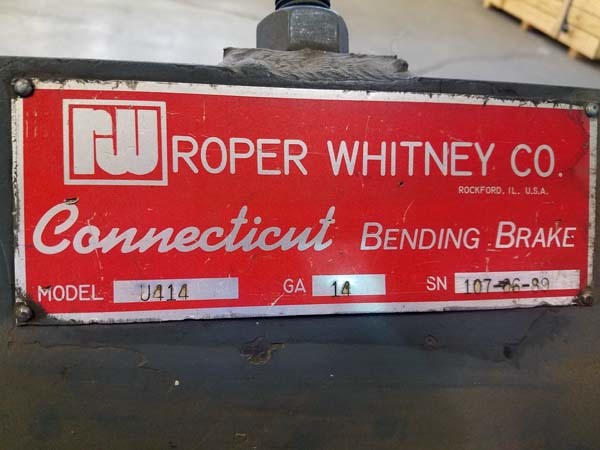 rw ROPER WHITNEY CO.
ROCKFORD, IL. U.S.A.
Connecticut BENDING BRAKE
MODEL U414 GA 14 SN